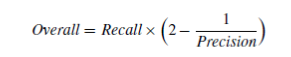 Overall = Recall × (2 − 1/Precision)